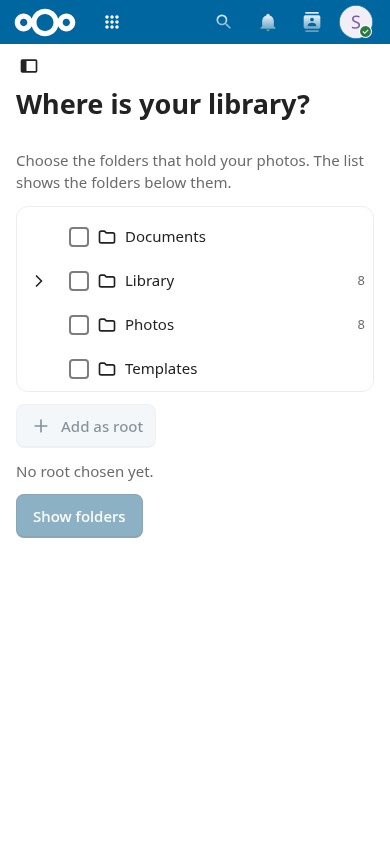 S
Where is your library?
Choose the folders that hold your photos. The list
shows the folders below them.
Documents
Library 8
Photos 8
Templates
Add as root
No root chosen yet.
Show folders